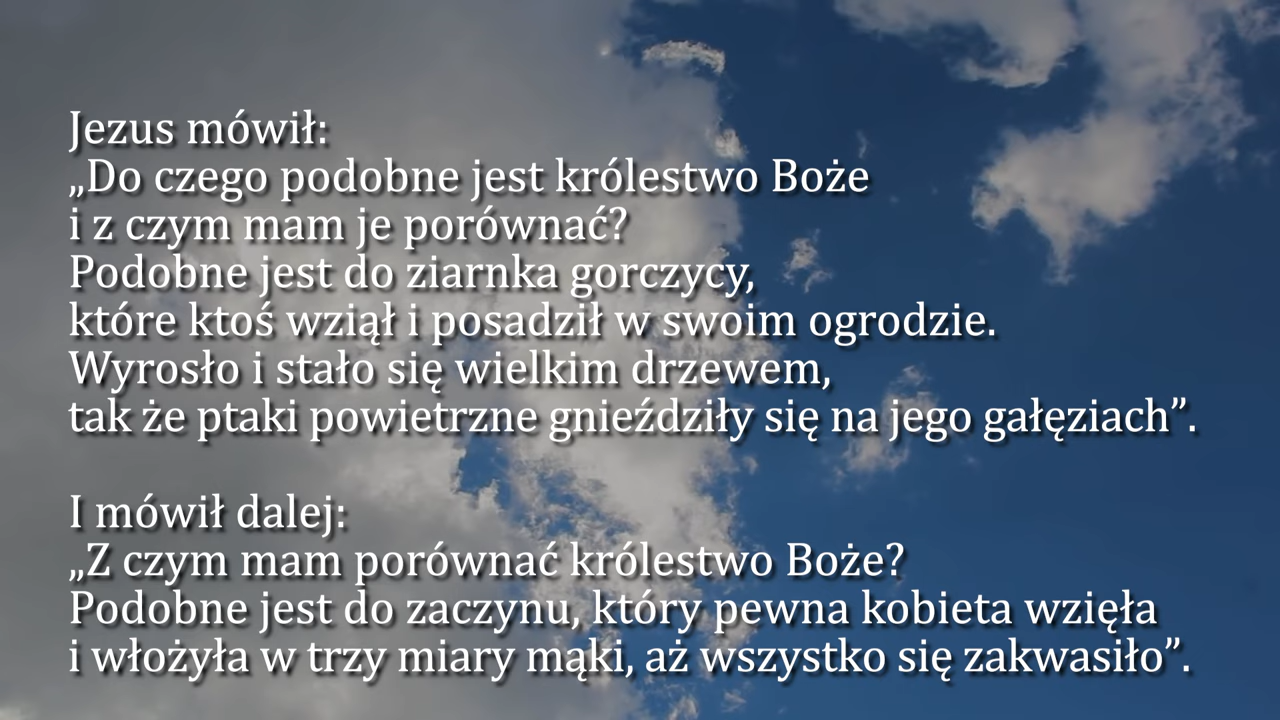 Jezus mówił:
„Do czego podobne jest królestwo Boże
i z czym mam je porównać?
Podobne jest do ziarnka gorczycy,
które ktoś wziął i posadził w swoim ogrodzie.
Wyrosło i stało się wielkim drzewem,
tak że ptaki powietrzne gnieździły się na jego gałęziach”.
I mówił dalej:
„Z czym mam porównać królestwo Boże?
Podobne jest do zaczynu, który pewna kobieta wzięła
i włożyła w trzy miary mąki, aż wszystko się zakwasiło”.